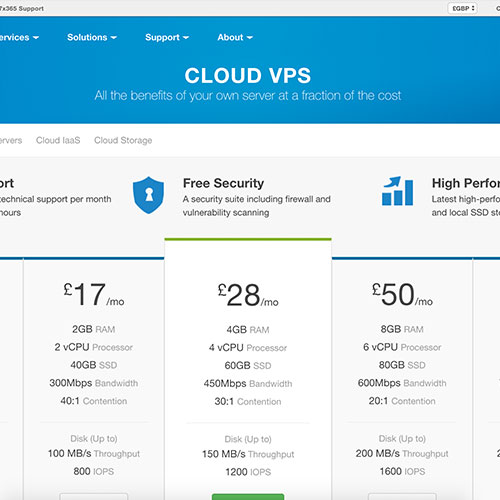 7x365 Support
£GBP
ervices Solutions Support About
CLOUD VPS
All the benefits of your own server at a fraction of the cost
ervers Cloud IaaS Cloud Storage
ort
technical support per month
hours
Free Security
A security suite including firewall and
vulnerability scanning
High Perfor
Latest high-perfo
and local SSD sto
£17/mo
2GB RAM
2 vCPU Processor
40GB SSD
300Mbps Bandwidth
40:1 Contention
Disk (Up to)
100 MB/s Throughput
800 IOPS
£28/mo
4GB RAM
4 vCPU Processor
60GB SSD
450Mbps Bandwidth
30:1 Contention
Disk (Up to)
150 MB/s Throughput
1200 IOPS
£50/mo
8GB RAM
6 vCPU Processor
80GB SSD
600Mbps Bandwidth
20:1 Contention
Disk (Up to)
200 MB/s Throughput
1600 IOPS